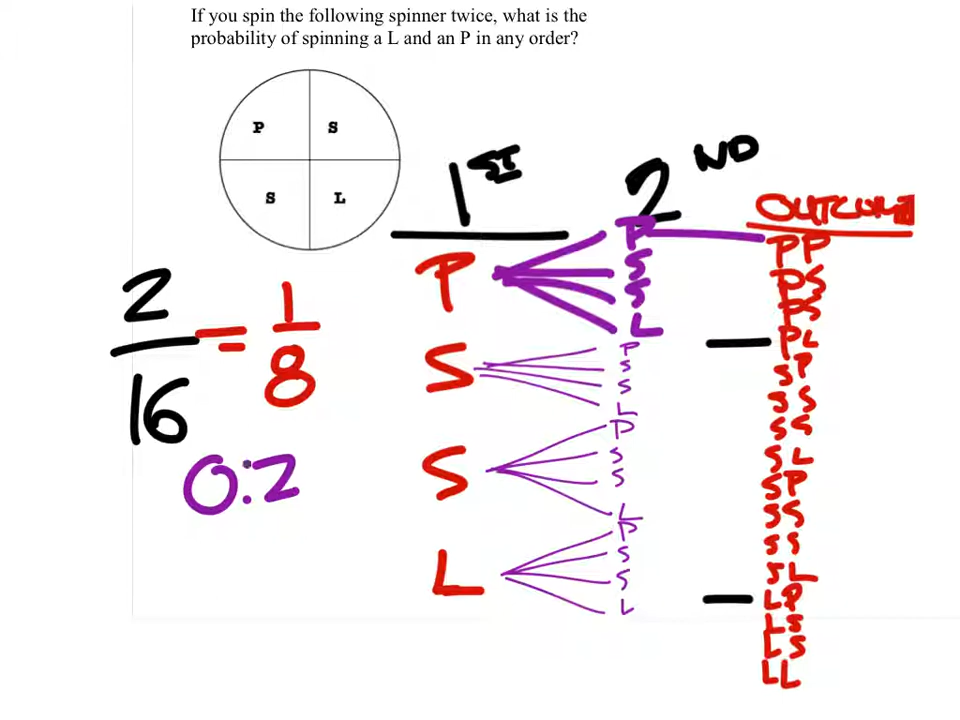 If you spin the following spinner twice, what is the
probability of spinning a L and an P in any order?
P S
S L
1ST
2ND
OUTCOME
P
P
S
S
L
S
P
S
S
L
S
P
S
S
L
L
P
S
S
L
PP
PS
PS
PL
SP
SS
SS
SL
SP
SS
SS
SL
LP
LS
LS
LL
2/16 = 1/8
0:2